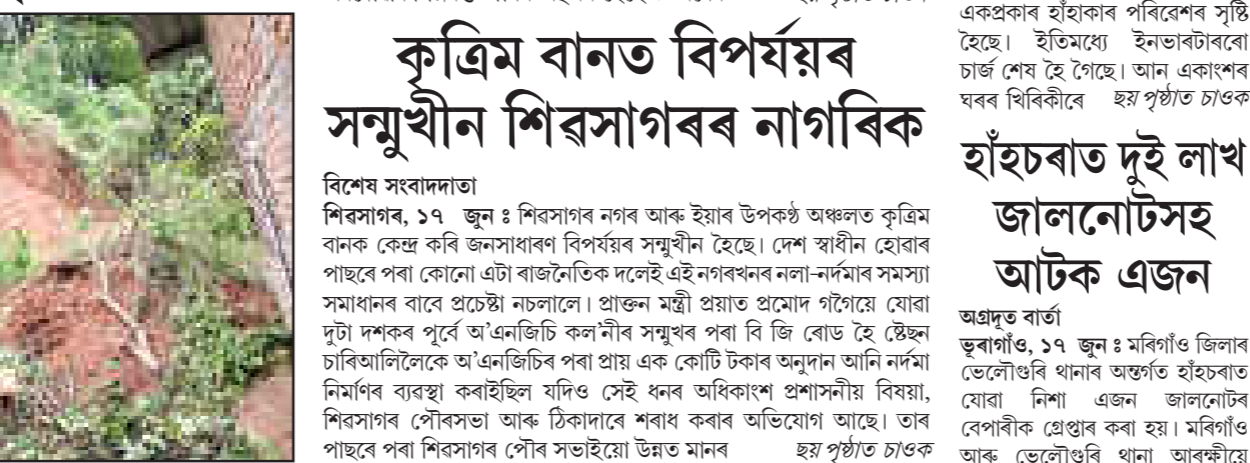 কৃত্ৰিম বানত বিপৰ্যয়ৰ
সন্মুখীন শিৱসাগৰৰ নাগৰিক
বিশেষ সংবাদদাতা
শিৱসাগৰ, ১৭ জুন ঃ শিৱসাগৰ নগৰ আৰু ইয়াৰ উপকণ্ঠ অঞ্চলত কৃত্ৰিম
বানক কেন্দ্ৰ কৰি জনসাধাৰণ বিপৰ্যয়ৰ সন্মুখীন হৈছে। দেশ স্বাধীন হোৱাৰ
পাছৰে পৰা কোনো এটা ৰাজনৈতিক দলেই এই নগৰখনৰ নলা-নৰ্দমাৰ সমস্যা
সমাধানৰ বাবে প্ৰচেষ্টা নচলালে। প্ৰাক্তন মন্ত্ৰী প্ৰয়াত প্ৰমোদ গগৈয়ে যোৱা
দুটা দশকৰ পূৰ্বে অ'এনজিচি কল'নীৰ সন্মুখৰ পৰা বি জি ৰোড হৈ ষ্টেছন
চাৰিআলিলৈকে অ'এনজিচিৰ পৰা প্ৰায় এক কোটি টকাৰ অনুদান আনি নৰ্দমা
নিৰ্মাণৰ ব্যৱস্থা কৰাইছিল যদিও সেই ধনৰ অধিকাংশ প্ৰশাসনীয় বিষয়া,
শিৱসাগৰ পৌৰসভা আৰু ঠিকাদাৰে শৰাধ কৰাৰ অভিযোগ আছে। তাৰ
পাছৰে পৰা শিৱসাগৰ পৌৰ সভাইয়ো উন্নত মানৰ ছয় পৃষ্ঠাত চাওক
একপ্ৰকাৰ হাঁহাকাৰ পৰিৱেশৰ সৃষ্টি
হৈছে। ইতিমধ্যে ইনভাৰটাৰৰো
চাৰ্জ শেষ হৈ গৈছে। আন একাংশৰ
ঘৰৰ খিৰিকীৰে ছয় পৃষ্ঠাত চাওক
হাঁহচৰাত দুই লাখ
জালনোটসহ
আটক এজন
অগ্ৰদূত বাৰ্তা
ভূৰাগাঁও, ১৭ জুন ঃ মৰিগাঁও জিলাৰ
ভেলৌগুৰি থানাৰ অন্তৰ্গত হাঁহচৰাত
যোৱা নিশা এজন জালনোটৰ
বেপাৰীক গ্ৰেপ্তাৰ কৰা হয়। মৰিগাঁও
আৰু ভেলৌগুৰি থানা আৰক্ষীয়ে